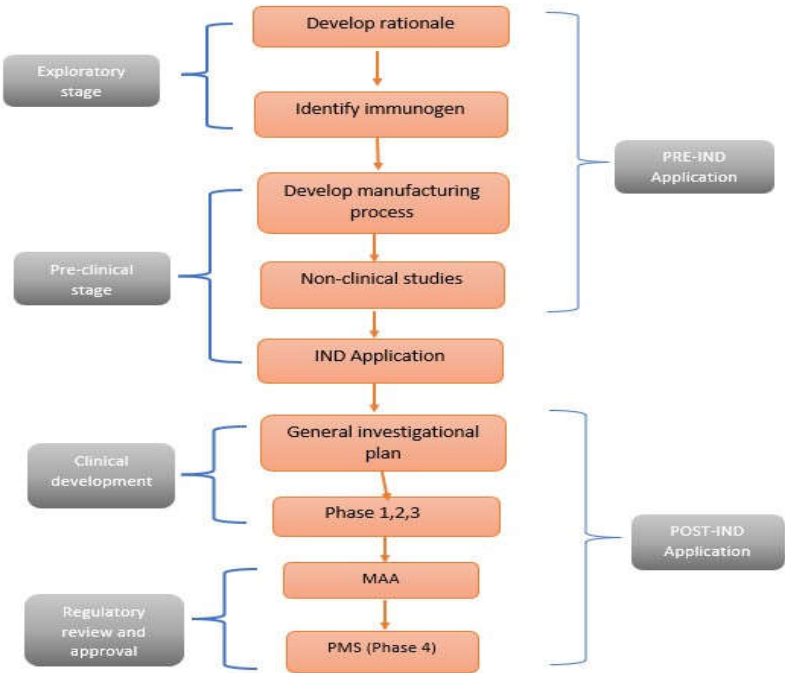 Develop rationale
Exploratory
stage
Identify immunogen
PRE-IND
Application
Develop manufacturing
process
Pre-clinical
stage
Non-clinical studies
IND Application
General investigational
plan
Clinical
development
Phase 1,2,3
POST-IND
Application
MAA
Regulatory
review and
approval
PMS (Phase 4)